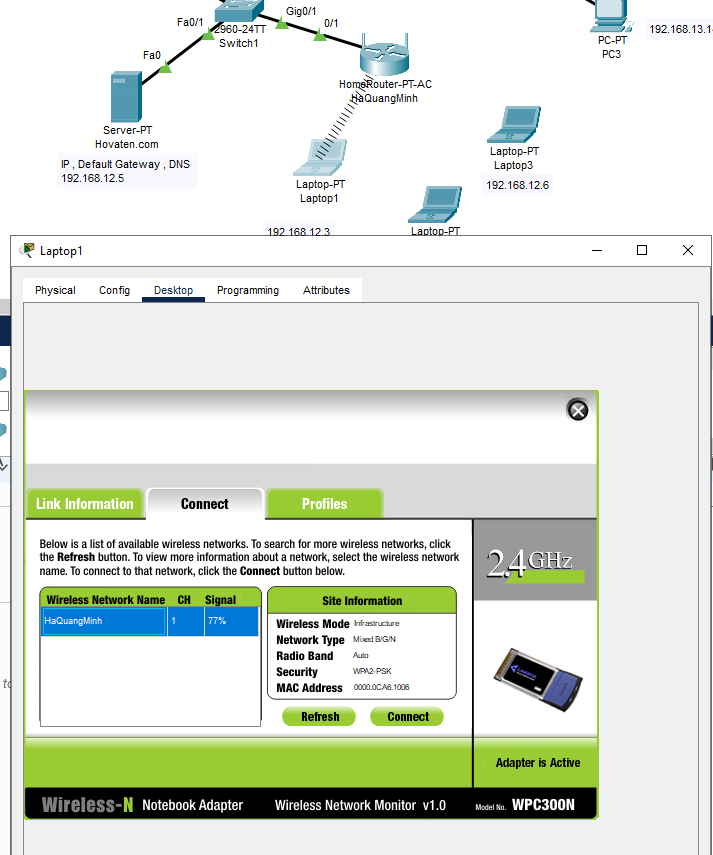 Fa0/1
Gig0/1
2960-24TT
Switch1
0/1
Fa0
PC-PT
PC3
192.168.13.1
HomeRouter-PT-AC
HaQuangMinh
Server-PT
Hovaten.com
IP , Default Gateway , DNS
192.168.12.5
Laptop-PT
Laptop1
Laptop-PT
Laptop3
192.168.12.6
192.168.12.3
Laptop-PT
Laptop1
Physical
Config
Desktop
Programming
Attributes
Link Information
Connect
Profiles
Below is a list of available wireless networks. To search for more wireless networks, click
the Refresh button. To view more information about a network, select the wireless network
name. To connect to that network, click the Connect button below.
2.4GHz
Wireless Network Name CH Signal
HaQuangMinh 1 77%
Site Information
Wireless Mode Infrastructure
Network Type Mixed B/G/N
Radio Band Auto
Security WPA2-PSK
MAC Address 0000.0CA6.1006
Refresh
Connect
Adapter is Active
Wireless-N Notebook Adapter
Wireless Network Monitor v1.0
Model No. WPC300N